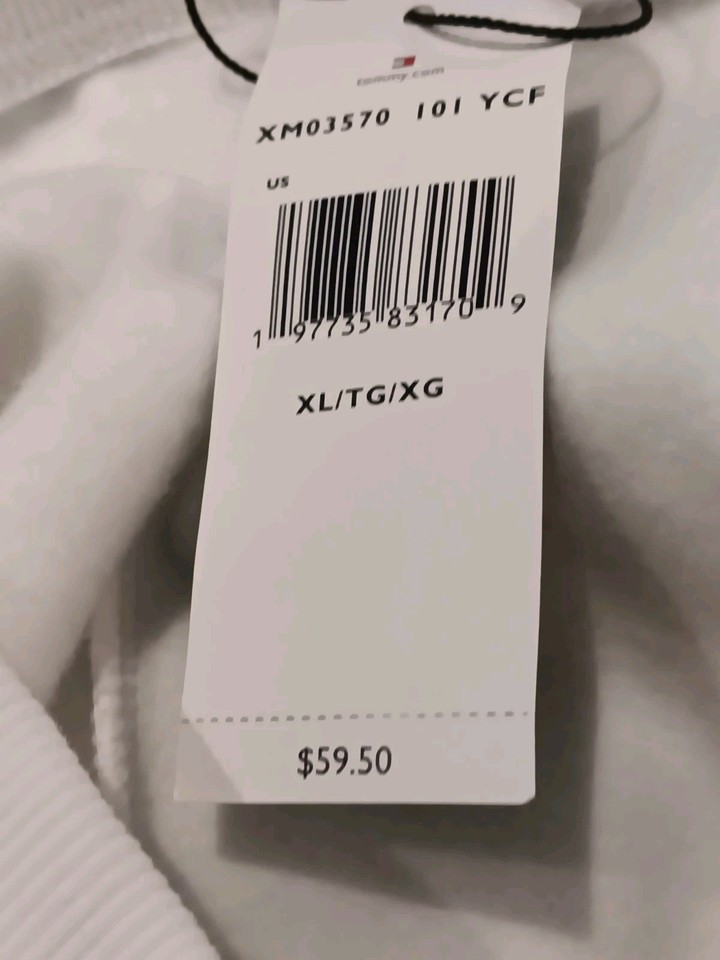 tommy.com
XM03570 101 YCF
US
1 97735 83170 9
XL/TG/XG
$59.50